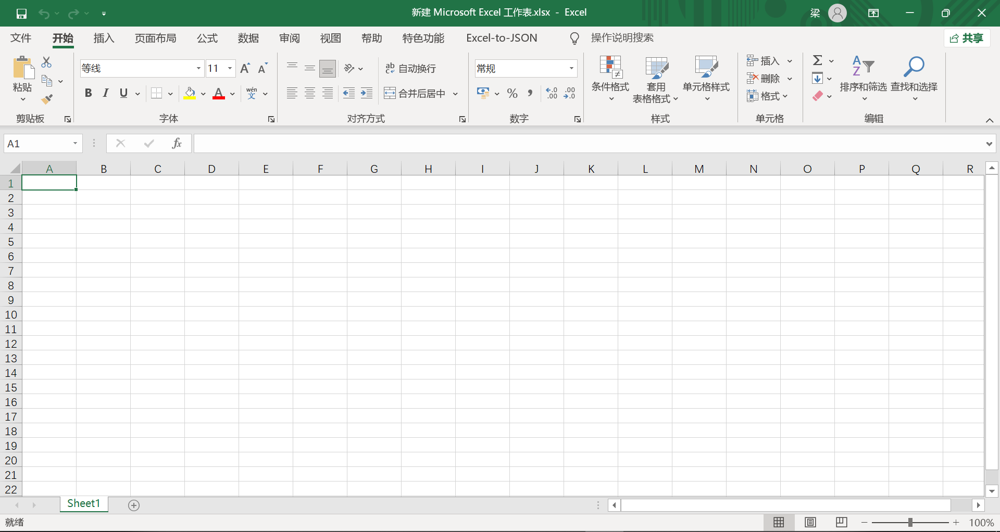 新建 Microsoft Excel 工作表.xlsx - Excel
梁
文件 开始 插入 页面布局 公式 数据 审阅 视图 帮助 特色功能 Excel-to-JSON 操作说明搜索 共享
等线 11 A A ab c 自动换行 常规
粘贴
B I U A wén 文 合并后居中 % , .0 .00 .00 .0
条件格式 套用 表格格式 单元格样式
插入
删除
格式
Σ A Z 排序和筛选 查找和选择
剪贴板 字体 对齐方式 数字 样式 单元格 编辑
A1 fx
A B C D E F G H I J K L M N O P Q R
1
2
3
4
5
6
7
8
9
10
11
12
13
14
15
16
17
18
19
20
21
22
Sheet1
就绪 100%